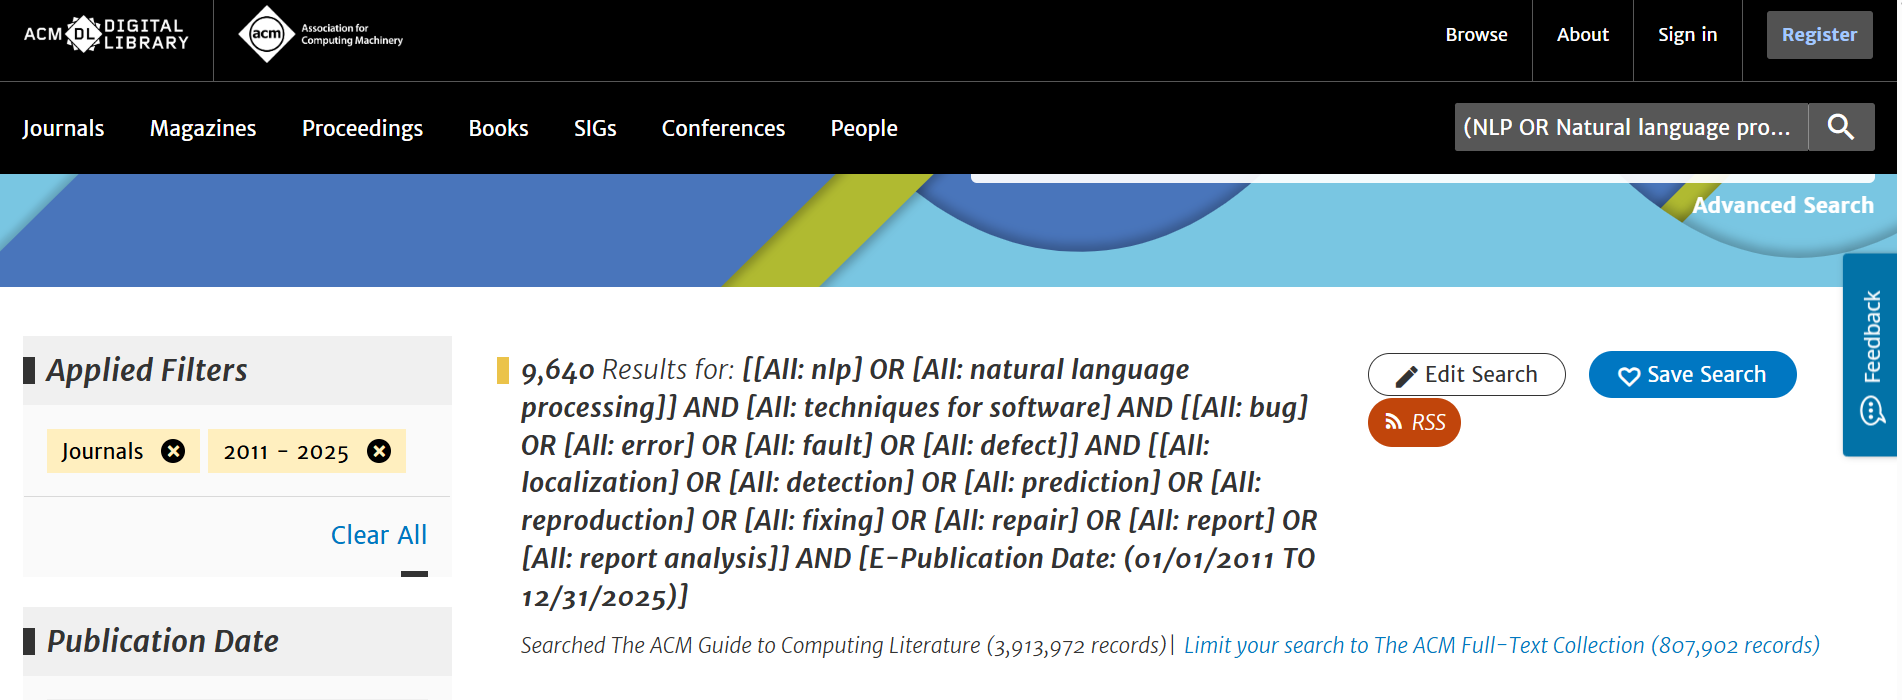 ACM DL DIGITAL LIBRARY
acm Association for Computing Machinery
Browse
About
Sign in
Register
Journals
Magazines
Proceedings
Books
SIGs
Conferences
People
(NLP OR Natural language pro...
Advanced Search
Feedback
Applied Filters
Journals
2011 - 2025
Clear All
Publication Date
9,640 Results for: [[All: nlp] OR [All: natural language
processing]] AND [All: techniques for software] AND [[All: bug]
OR [All: error] OR [All: fault] OR [All: defect]] AND [[All:
localization] OR [All: detection] OR [All: prediction] OR [All:
reproduction] OR [All: fixing] OR [All: repair] OR [All: report] OR
[All: report analysis]] AND [E-Publication Date: (01/01/2011 TO
12/31/2025)]
Edit Search
Save Search
RSS
Searched The ACM Guide to Computing Literature (3,913,972 records)| Limit your search to The ACM Full-Text Collection (807,902 records)